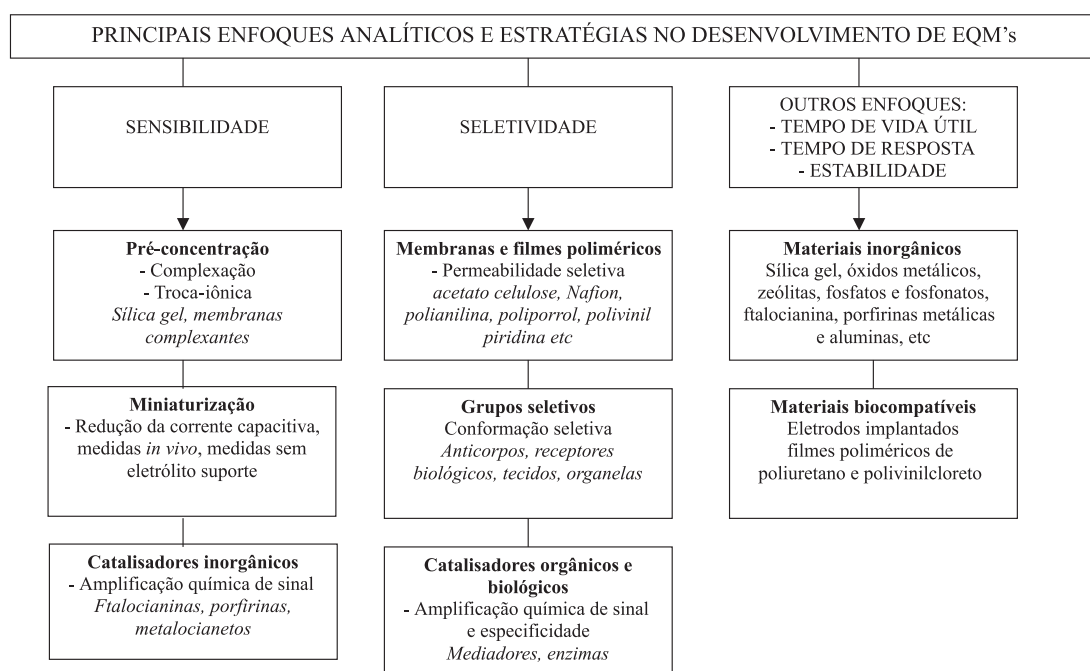 PRINCIPAIS ENFOQUES ANALÍTICOS E ESTRATÉGIAS NO DESENVOLVIMENTO DE EQM’s
SENSIBILIDADE
SELETIVIDADE
OUTROS ENFOQUES:
- TEMPO DE VIDA ÚTIL
- TEMPO DE RESPOSTA
- ESTABILIDADE
Pré-concentração
- Complexação
- Troca-iônica
Sílica gel, membranas
complexantes
Membranas e filmes poliméricos
- Permeabilidade seletiva
acetato celulose, Nafion,
polianilina, poliporrol, polivinil
piridina etc
Materiais inorgânicos
Sílica gel, óxidos metálicos,
zeólitas, fosfatos e fosfonatos,
ftalocianina, porfirinas metálicas
e aluminas, etc
Miniaturização
- Redução da corrente capacitiva,
medidas in vivo, medidas sem
eletrólito suporte
Grupos seletivos
Conformação seletiva
Anticorpos, receptores
biológicos, tecidos, organelas
Materiais biocompatíveis
Eletrodos implantados
filmes poliméricos de
poliuretano e polivinilcloreto
Catalisadores inorgânicos
- Amplificação química de sinal
Ftalocianinas, porfirinas,
metalocianetos
Catalisadores orgânicos e
biológicos
- Amplificação química de sinal
e especificidade
Mediadores, enzimas